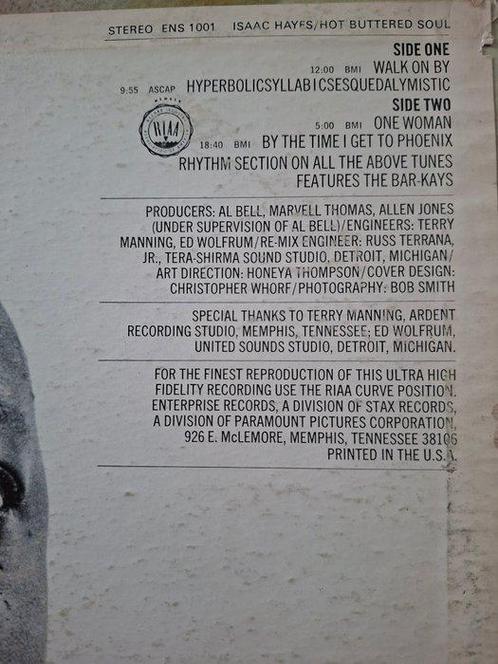 STEREO ENS 1001 ISAAC HAYES/HOT BUTTERED SOUL
SIDE ONE
12:00 BMI WALK ON BY
9:55 ASCAP HYPERBOLICSYLLABICSESQUEDALYMISTIC
SIDE TWO
5:00 BMI ONE WOMAN
18:40 BMI BY THE TIME I GET TO PHOENIX
RHYTHM SECTION ON ALL THE ABOVE TUNES
FEATURES THE BAR-KAYS
RIAA
PRODUCERS: AL BELL, MARVELL THOMAS, ALLEN JONES
(UNDER SUPERVISION OF AL BELL)/ENGINEERS: TERRY
MANNING, ED WOLFRUM/RE-MIX ENGINEER: RUSS TERRANA,
JR., TERA-SHIRMA SOUND STUDIO, DETROIT, MICHIGAN/
ART DIRECTION: HONEYA THOMPSON/COVER DESIGN:
CHRISTOPHER WHORF/PHOTOGRAPHY: BOB SMITH
SPECIAL THANKS TO TERRY MANNING, ARDENT
RECORDING STUDIO, MEMPHIS, TENNESSEE; ED WOLFRUM,
UNITED SOUNDS STUDIO, DETROIT, MICHIGAN.
FOR THE FINEST REPRODUCTION OF THIS ULTRA HIGH
FIDELITY RECORDING USE THE RIAA CURVE POSITION.
ENTERPRISE RECORDS, A DIVISION OF STAX RECORDS,
A DIVISION OF PARAMOUNT PICTURES CORPORATION,
926 E. McLEMORE, MEMPHIS, TENNESSEE 38106
PRINTED IN THE U.S.A.